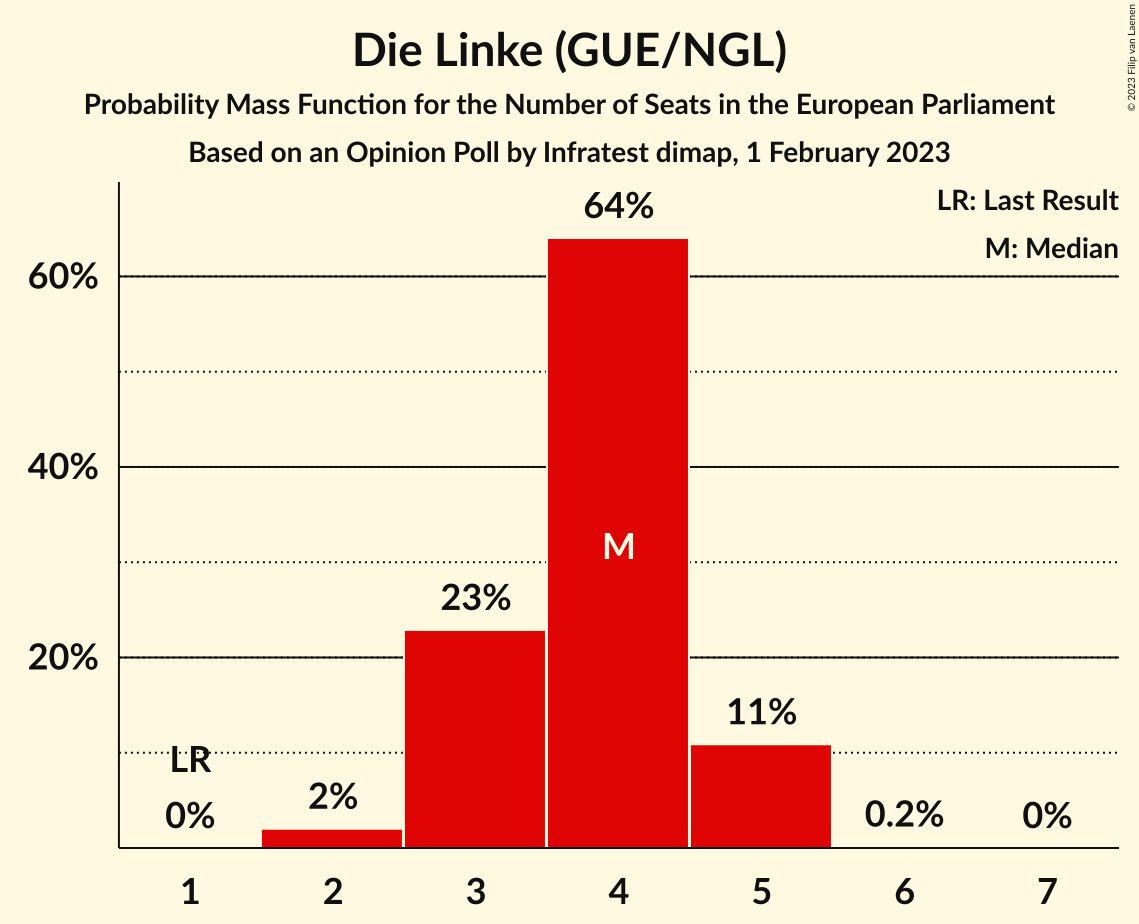 Die Linke (GUE/NGL)
Probability Mass Function for the Number of Seats in the European Parliament
Based on an Opinion Poll by Infratest dimap, 1 February 2023
© 2023 Filip van Laenen
LR: Last Result
M: Median
64%
60%
40%
M
23%
20%
11%
LR
0%
2%
0.2%
0%
1 2 3 4 5 6 7